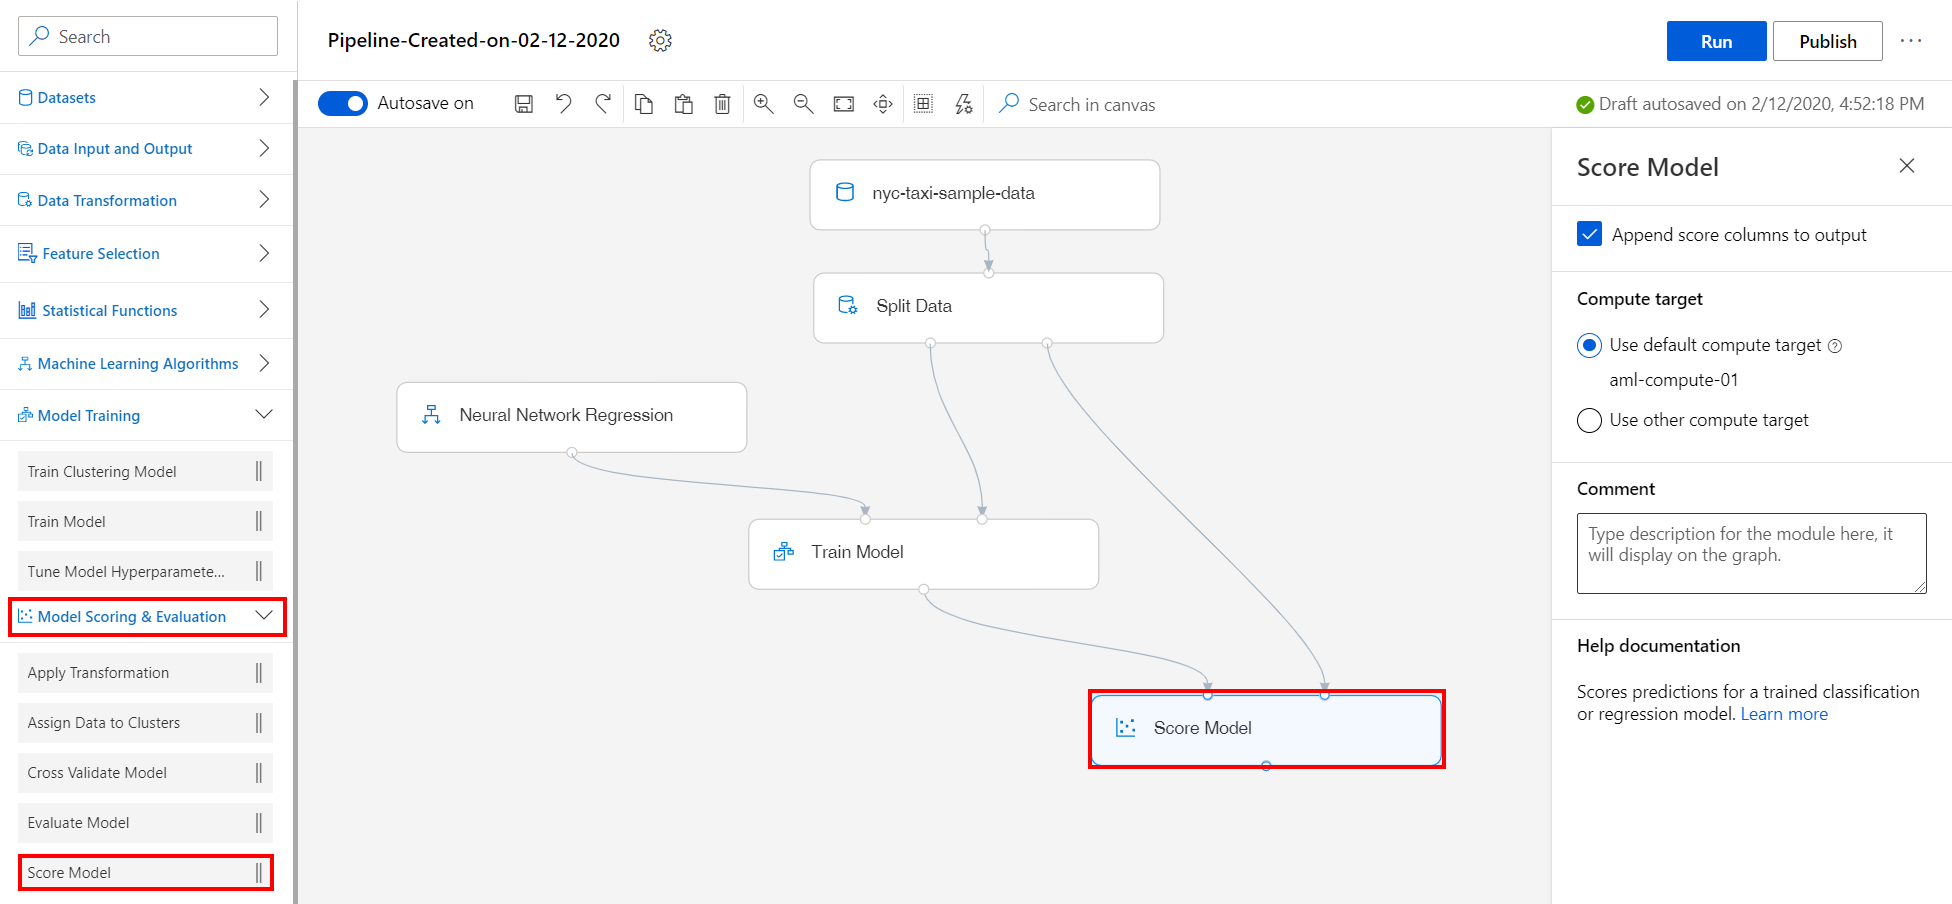 Search
Datasets
Data Input and Output
Data Transformation
Feature Selection
Statistical Functions
Machine Learning Algorithms
Model Training
Train Clustering Model
Train Model
Tune Model Hyperparamete...
Model Scoring & Evaluation
Apply Transformation
Assign Data to Clusters
Cross Validate Model
Evaluate Model
Score Model
Pipeline-Created-on-02-12-2020
Run
Publish
Autosave on
Search in canvas
Draft autosaved on 2/12/2020, 4:52:18 PM
nyc-taxi-sample-data
Split Data
Neural Network Regression
Train Model
Score Model
Score Model
Append score columns to output
Compute target
Use default compute target
aml-compute-01
Use other compute target
Comment
Type description for the module here, it
will display on the graph.
Help documentation
Scores predictions for a trained classification
or regression model. Learn more